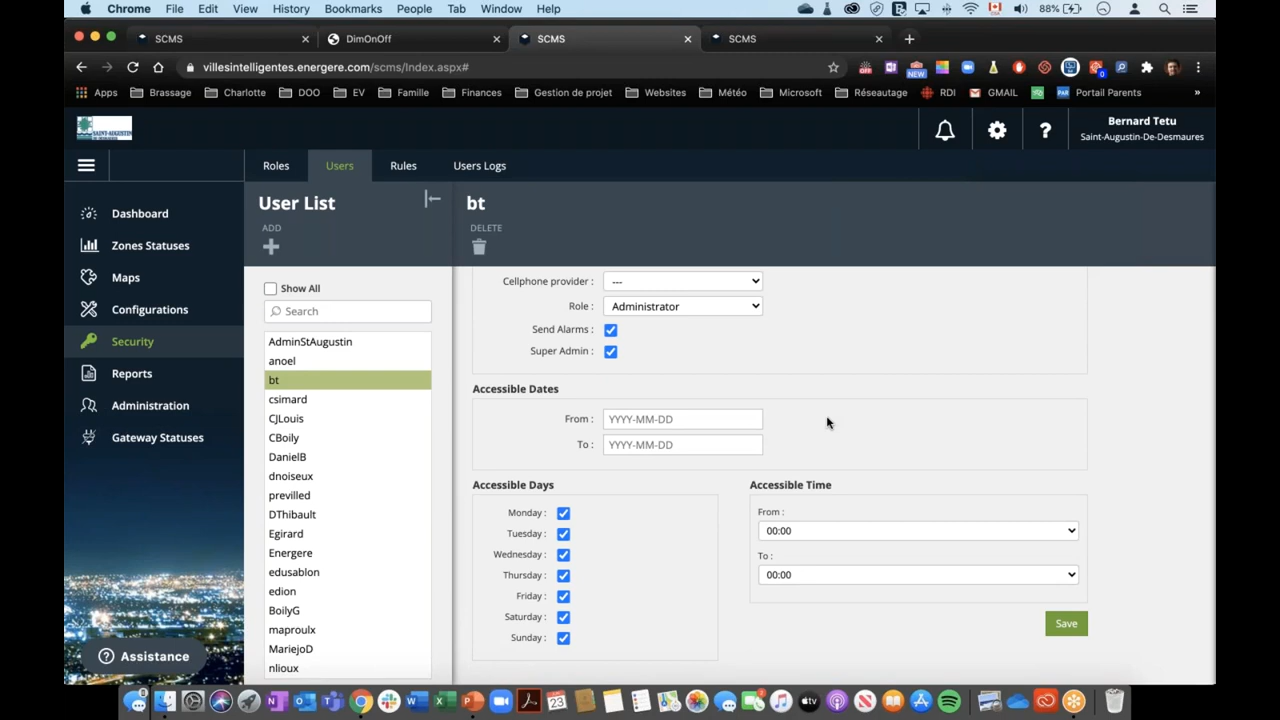 Chrome File Edit View History Bookmarks People Tab Window Help 88%
SCMS × DimOnOff × SCMS × SCMS × +
villesintelligentes.energere.com/scms/Index.aspx#
Apps Brassage Charlotte DOO EV Famille Finances Gestion de projet Websites Météo Microsoft Réseautage RDI GMAIL Portail Parents »
Bernard Tetu
Saint-Augustin-De-Desmaures
Roles Users Rules Users Logs
Dashboard
Zones Statuses
Maps
Configurations
Security
Reports
Administration
Gateway Statuses
Assistance
User List
ADD
Show All
Search
AdminStAugustin
anoel
bt
csimard
CJLouis
CBoily
DanielB
dnoiseux
previlled
DThibault
Egirard
Energere
edusablon
edion
BoilyG
maproulx
MariejoD
nlioux
bt
DELETE
Cellphone provider : ---
Role : Administrator
Send Alarms :
Super Admin :
Accessible Dates
From : YYYY-MM-DD
To : YYYY-MM-DD
Accessible Days
Monday :
Tuesday :
Wednesday :
Thursday :
Friday :
Saturday :
Sunday :
Accessible Time
From :
00:00
To :
00:00
Save